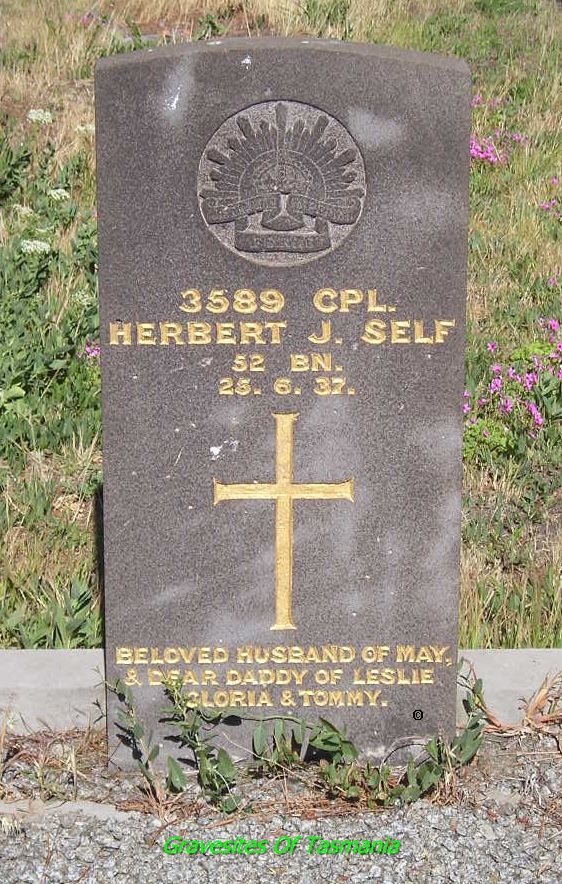 3589 CPL.
HERBERT J. SELF
52 BN.
25. 6. 37.
BELOVED HUSBAND OF MAY,
& DEAR DADDY OF LESLIE
GLORIA & TOMMY.
©
Gravesites Of Tasmania